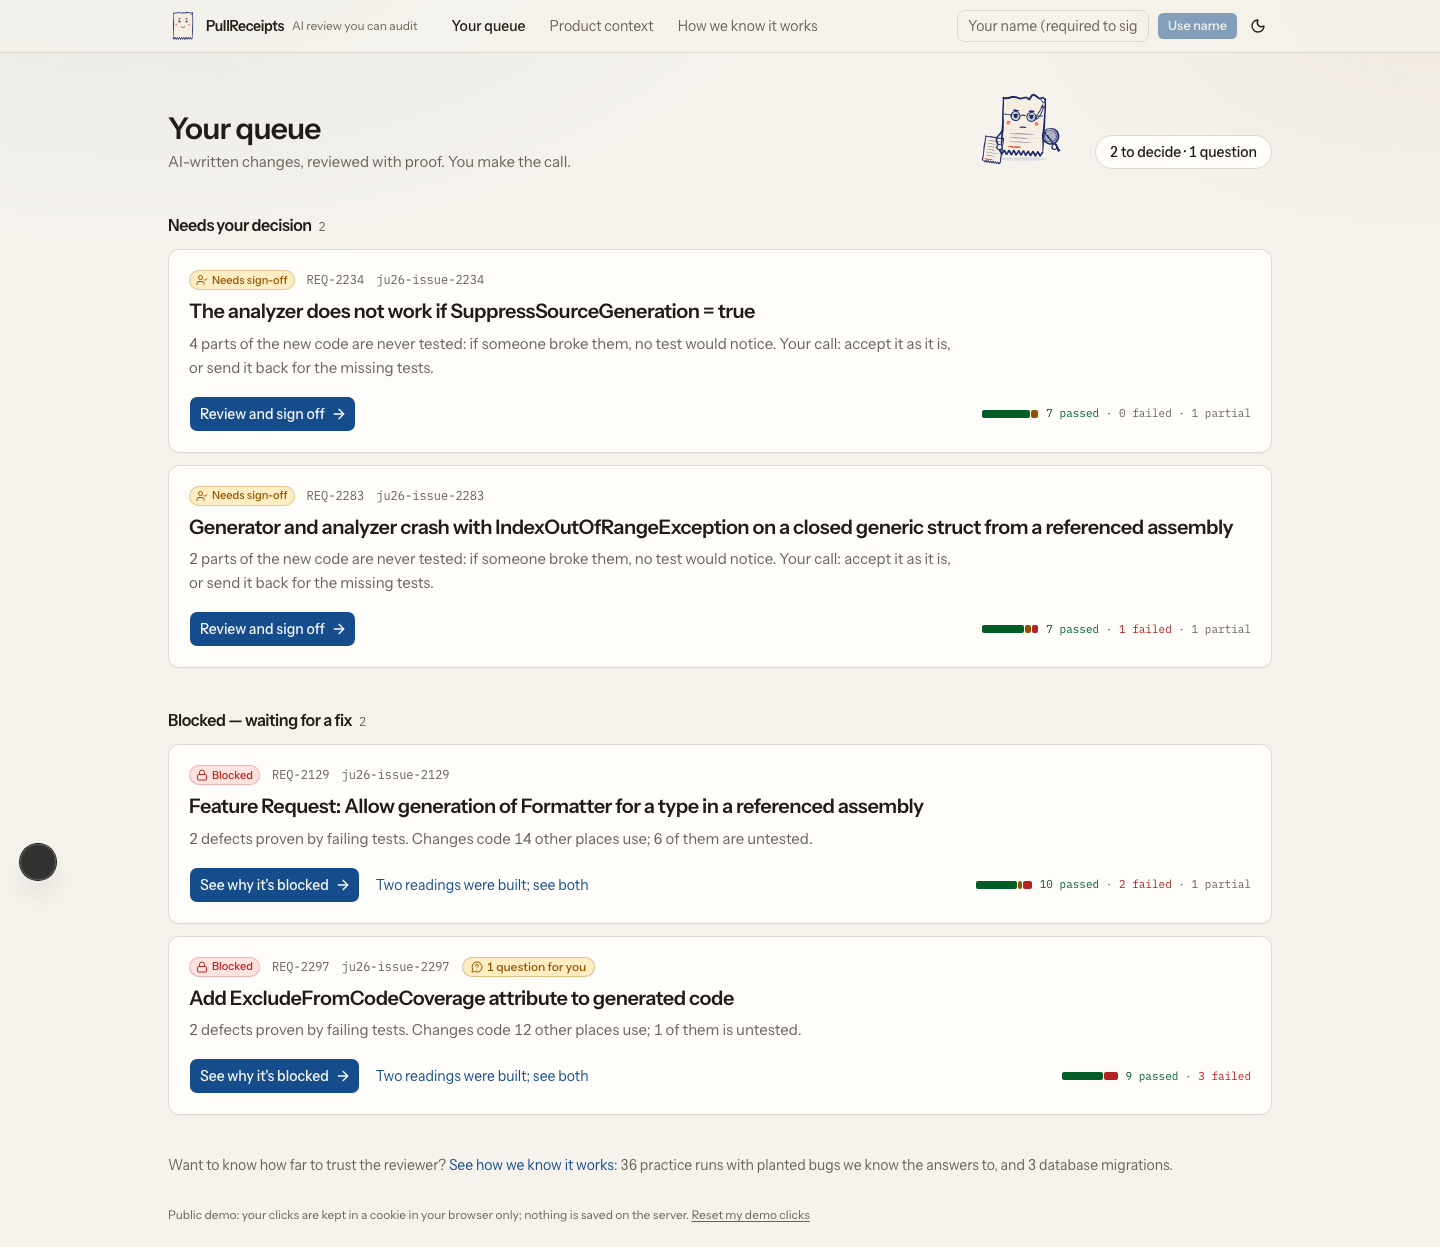 PullReceipts AI review you can audit Your queue Product context How we know it works Your name (required to sig Use name
Your queue
AI-written changes, reviewed with proof. You make the call.
2 to decide · 1 question
Needs your decision 2
Needs sign-off REQ-2234 ju26-issue-2234
The analyzer does not work if SuppressSourceGeneration = true
4 parts of the new code are never tested: if someone broke them, no test would notice. Your call: accept it as it is,
or send it back for the missing tests.
Review and sign off → 7 passed · 0 failed · 1 partial
Needs sign-off REQ-2283 ju26-issue-2283
Generator and analyzer crash with IndexOutOfRangeException on a closed generic struct from a referenced assembly
2 parts of the new code are never tested: if someone broke them, no test would notice. Your call: accept it as it is,
or send it back for the missing tests.
Review and sign off → 7 passed · 1 failed · 1 partial
Blocked — waiting for a fix 2
Blocked REQ-2129 ju26-issue-2129
Feature Request: Allow generation of Formatter for a type in a referenced assembly
2 defects proven by failing tests. Changes code 14 other places use; 6 of them are untested.
See why it's blocked → Two readings were built; see both 10 passed · 2 failed · 1 partial
Blocked REQ-2297 ju26-issue-2297 1 question for you
Add ExcludeFromCodeCoverage attribute to generated code
2 defects proven by failing tests. Changes code 12 other places use; 1 of them is untested.
See why it's blocked → Two readings were built; see both 9 passed · 3 failed
Want to know how far to trust the reviewer? See how we know it works: 36 practice runs with planted bugs we know the answers to, and 3 database migrations.
Public demo: your clicks are kept in a cookie in your browser only; nothing is saved on the server. Reset my demo clicks